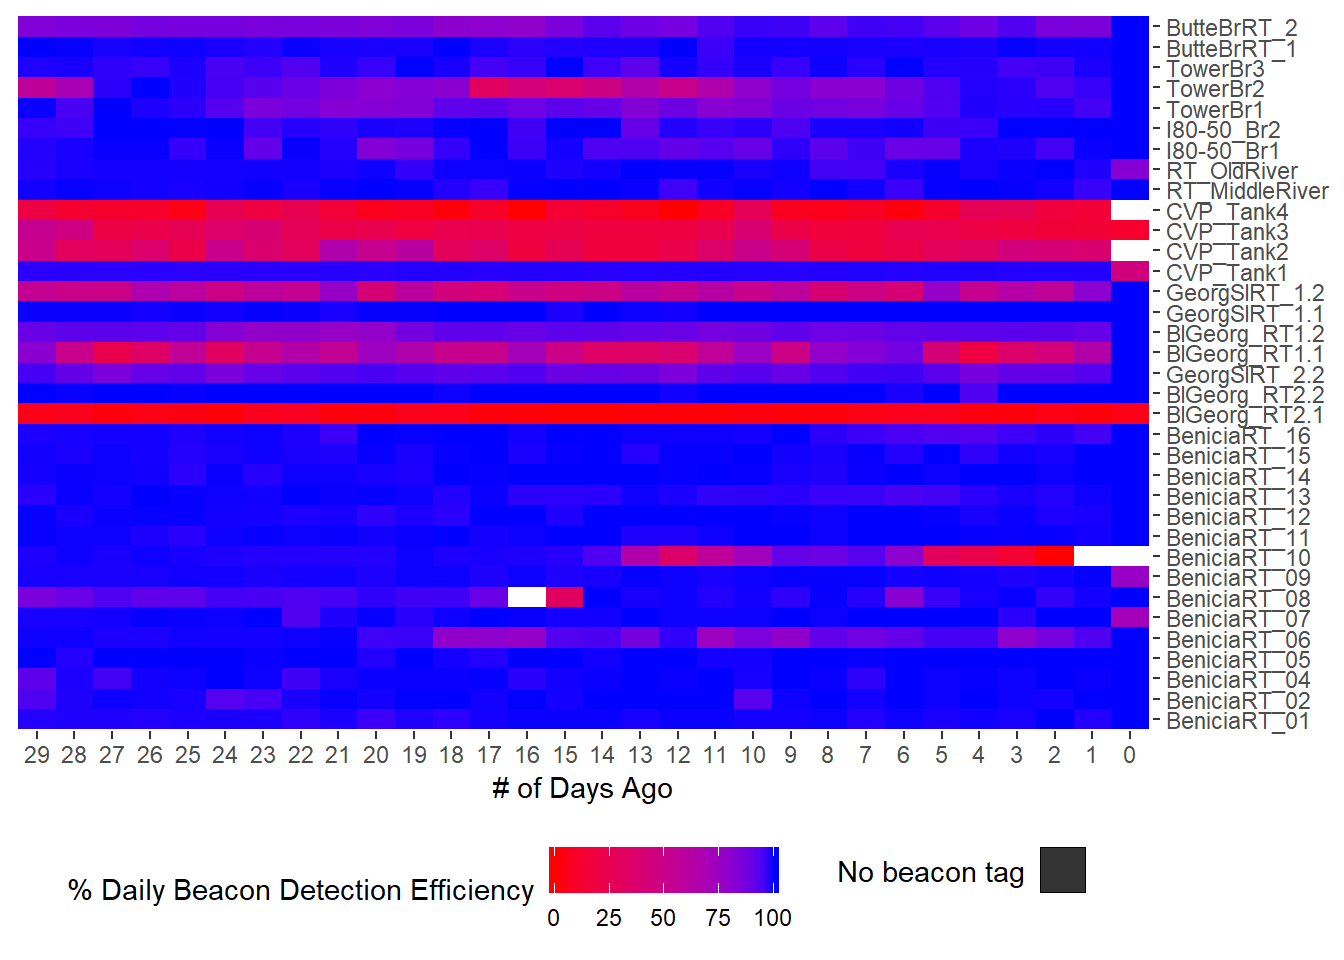 ButteBrRT_2
ButteBrRT_1
TowerBr3
TowerBr2
TowerBr1
I80-50_Br2
I80-50_Br1
RT_OldRiver
RT_MiddleRiver
CVP_Tank4
CVP_Tank3
CVP_Tank2
CVP_Tank1
GeorgSlRT_1.2
GeorgSlRT_1.1
BlGeorg_RT1.2
BlGeorg_RT1.1
GeorgSlRT_2.2
BlGeorg_RT2.2
BlGeorg_RT2.1
BeniciaRT_16
BeniciaRT_15
BeniciaRT_14
BeniciaRT_13
BeniciaRT_12
BeniciaRT_11
BeniciaRT_10
BeniciaRT_09
BeniciaRT_08
BeniciaRT_07
BeniciaRT_06
BeniciaRT_05
BeniciaRT_04
BeniciaRT_02
BeniciaRT_01
29 28 27 26 25 24 23 22 21 20 19 18 17 16 15 14 13 12 11 10 9 8 7 6 5 4 3 2 1 0
# of Days Ago
% Daily Beacon Detection Efficiency
0 25 50 75 100
No beacon tag